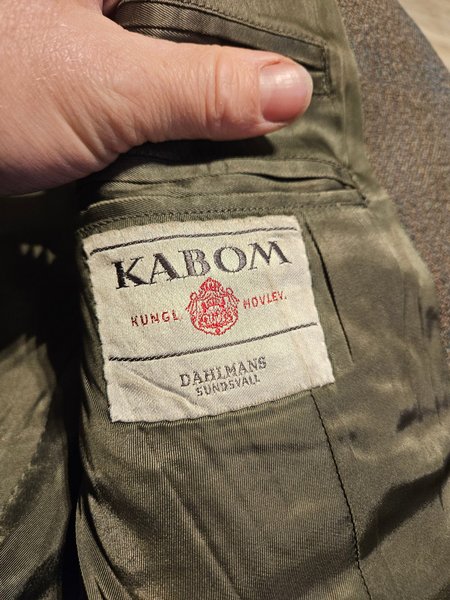 KABOM
KUNGL. HOVLEV.
DAHLMANS
SUNDSVALL